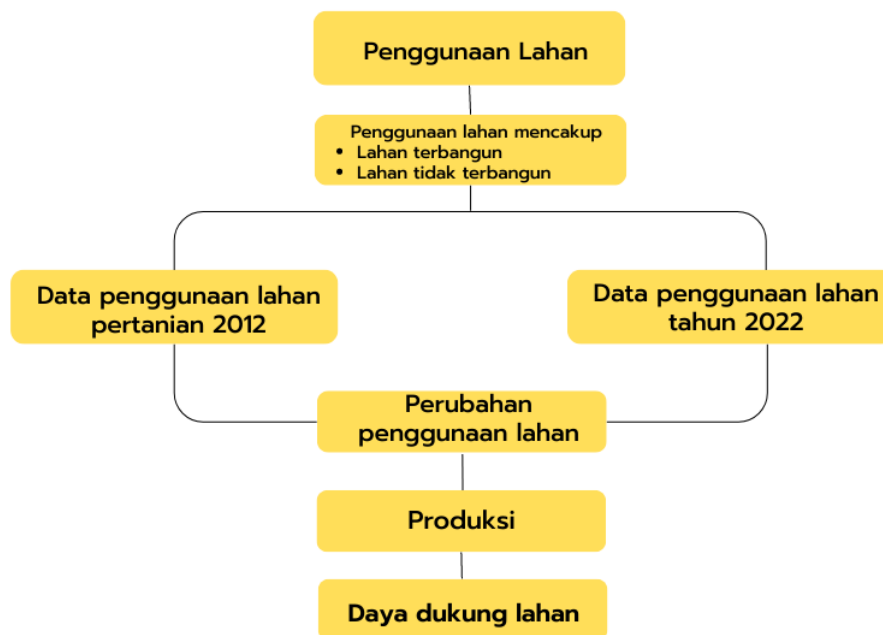 Penggunaan Lahan
Penggunaan lahan mencakup
• Lahan terbangun
• Lahan tidak terbangun
Data penggunaan lahan
pertanian 2012
Data penggunaan lahan
tahun 2022
Perubahan
penggunaan lahan
Produksi
Daya dukung lahan